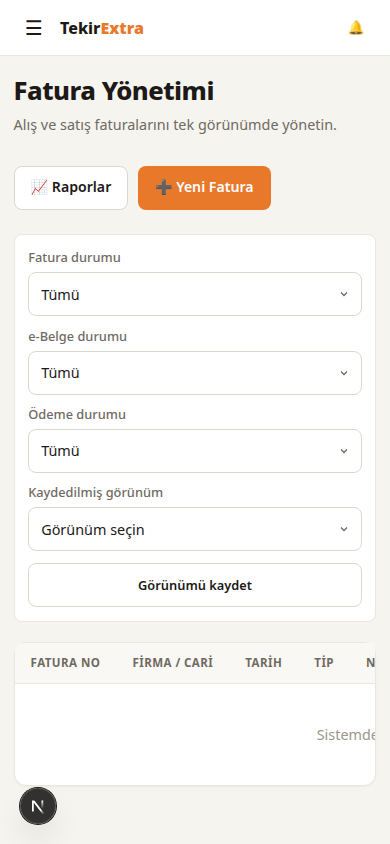 TekirExtra
Fatura Yönetimi
Alış ve satış faturalarını tek görünümde yönetin.
Raporlar
Yeni Fatura
Fatura durumu
Tümü
e-Belge durumu
Tümü
Ödeme durumu
Tümü
Kaydedilmiş görünüm
Görünüm seçin
Görünümü kaydet
FATURA NO FİRMA / CARİ TARİH TİP N
Sistemde
N